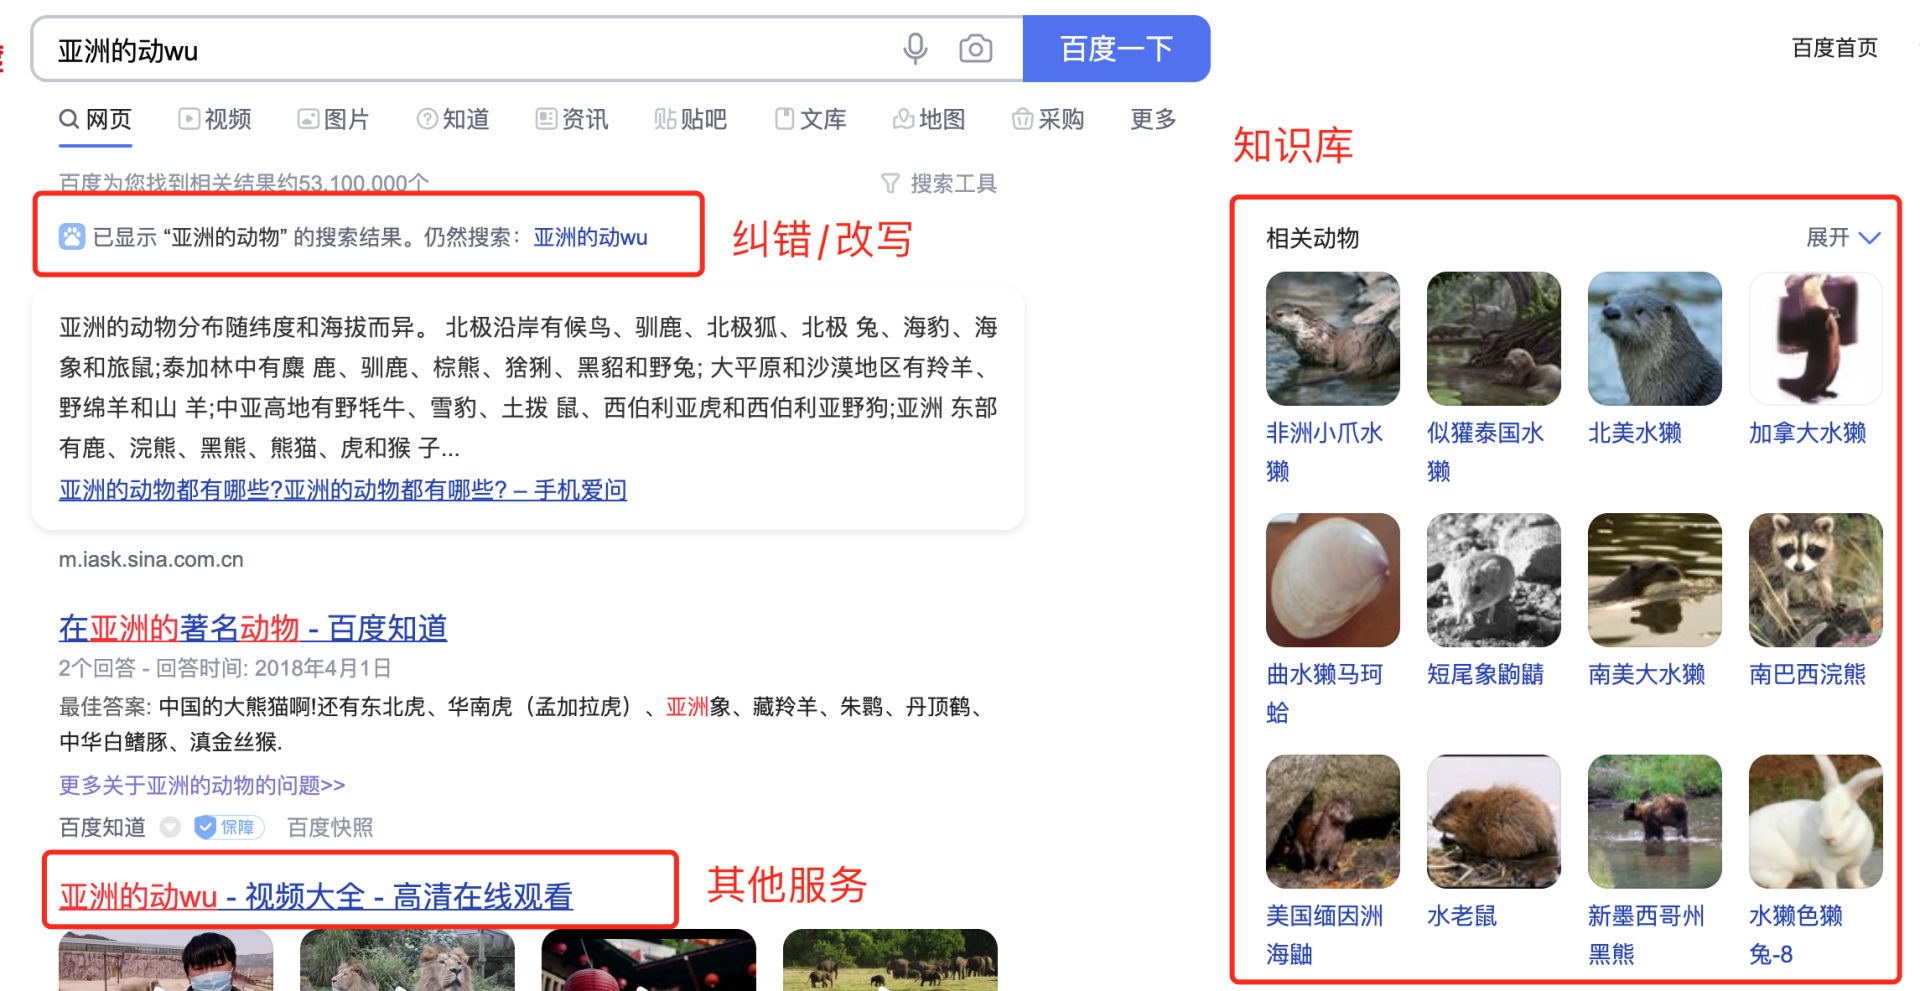 亚洲的动wu
百度一下
百度首页
网页 视频 图片 知道 资讯 贴吧 文库 地图 采购 更多
知识库
百度为您找到相关结果约53,100,000个
搜索工具
已显示 “亚洲的动物” 的搜索结果。仍然搜索：亚洲的动wu
纠错/改写
亚洲的动物分布随纬度和海拔而异。 北极沿岸有候鸟、驯鹿、北极狐、北极 兔、海豹、海
象和旅鼠;泰加林中有麋 鹿、驯鹿、棕熊、猞猁、黑貂和野兔; 大平原和沙漠地区有羚羊、
野绵羊和山 羊;中亚高地有野牦牛、雪豹、土拨 鼠、西伯利亚虎和西伯利亚野狗;亚洲 东部
有鹿、浣熊、黑熊、熊猫、虎和猴 子...
亚洲的动物都有哪些?亚洲的动物都有哪些? – 手机爱问
m.iask.sina.com.cn
在亚洲的著名动物 - 百度知道
2个回答 - 回答时间: 2018年4月1日
最佳答案: 中国的大熊猫啊!还有东北虎、华南虎（孟加拉虎）、亚洲象、藏羚羊、朱鹮、丹顶鹤、
中华白鳍豚、滇金丝猴.
更多关于亚洲的动物的问题>>
百度知道 保障 百度快照
亚洲的动wu - 视频大全 - 高清在线观看
其他服务
相关动物
展开
非洲小爪水
獭
似獾泰国水
獭
北美水獭
加拿大水獭
曲水獭马珂
蛤
短尾象鼩鼱
南美大水獭
南巴西浣熊
美国缅因洲
海鼬
水老鼠
新墨西哥州
黑熊
水獭色獭
兔-8